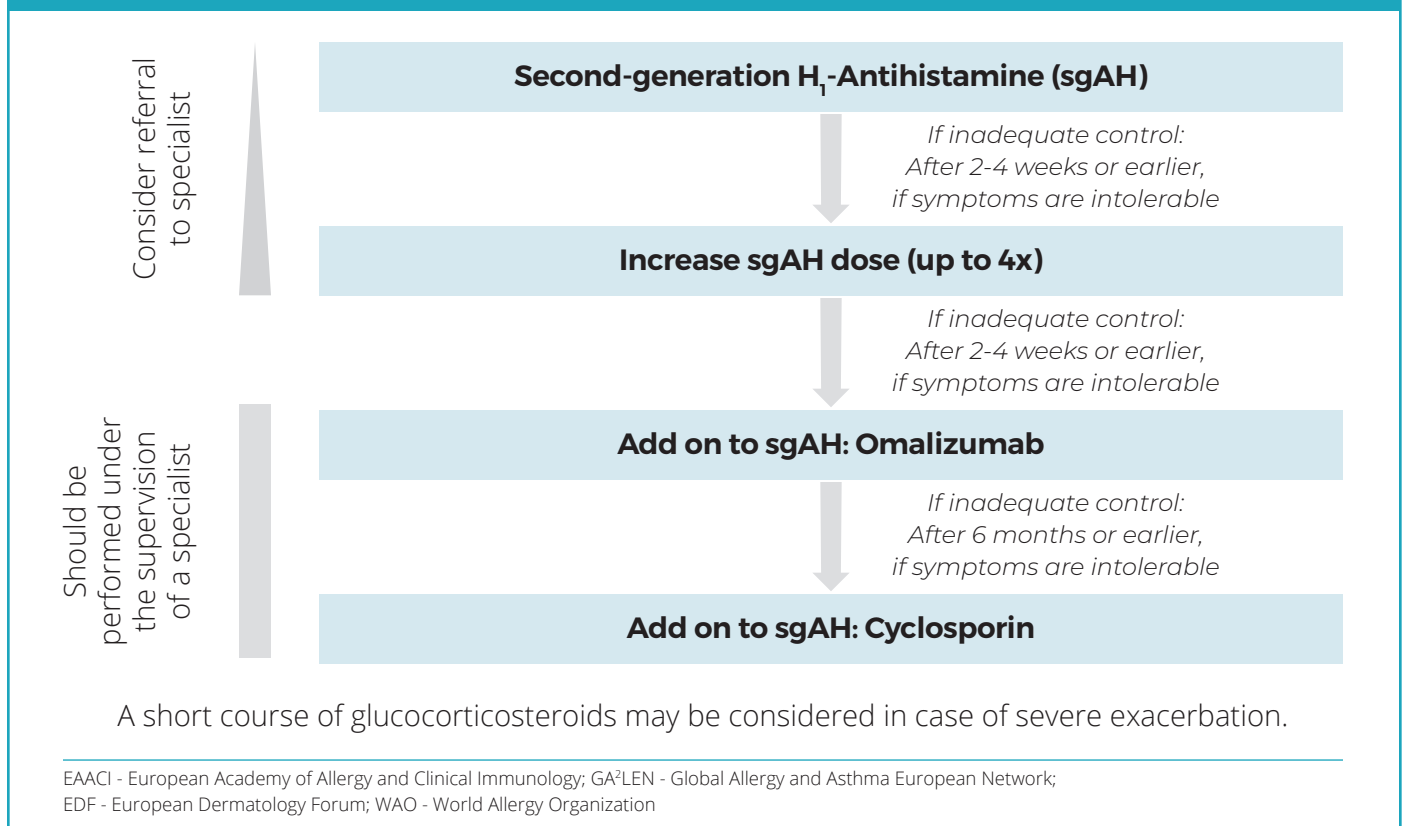 Consider referral
to specialist
Second-generation H₁-Antihistamine (sgAH)
If inadequate control:
After 2-4 weeks or earlier,
if symptoms are intolerable
Increase sgAH dose (up to 4x)
If inadequate control:
After 2-4 weeks or earlier,
if symptoms are intolerable
Should be
performed under
the supervision
of a specialist
Add on to sgAH: Omalizumab
If inadequate control:
After 6 months or earlier,
if symptoms are intolerable
Add on to sgAH: Cyclosporin
A short course of glucocorticosteroids may be considered in case of severe exacerbation.
EAACI - European Academy of Allergy and Clinical Immunology; GA²LEN - Global Allergy and Asthma European Network;
EDF - European Dermatology Forum; WAO - World Allergy Organization